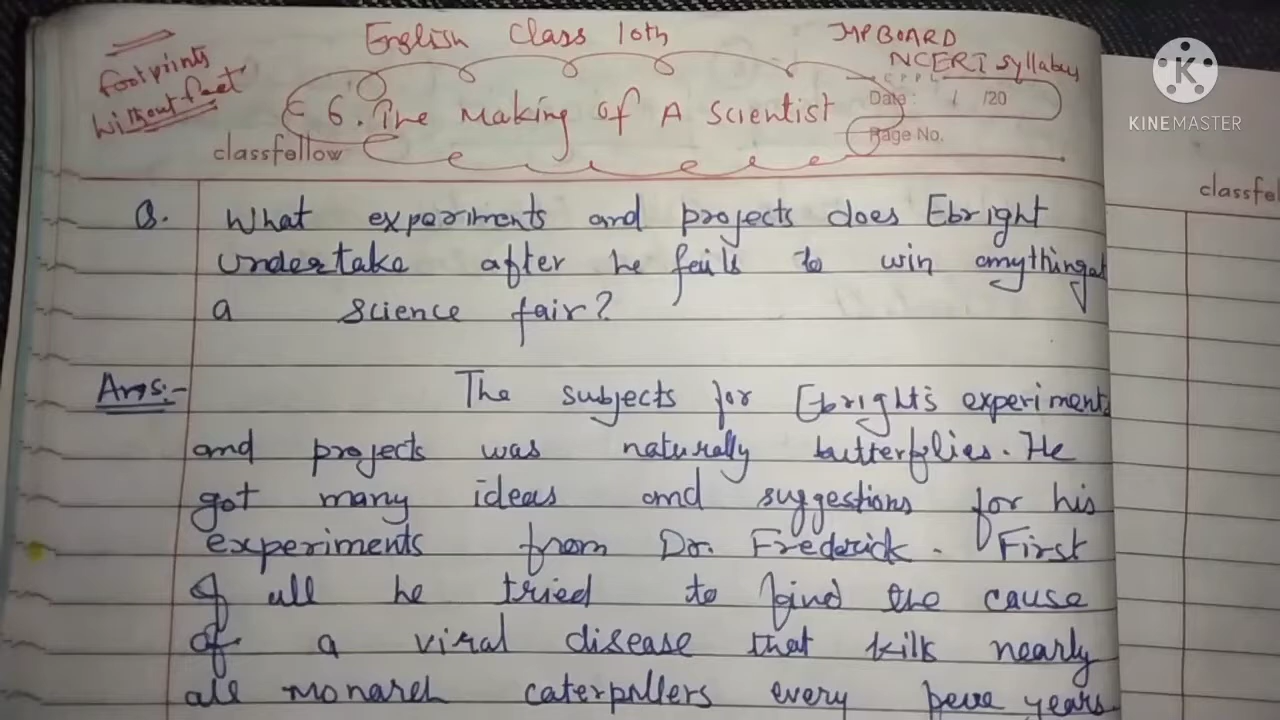 English Class 10th
MPBOARD
NCERT Syllabus
footprints
without feet
6. The Making of A Scientist
Date : / /20
Page No.
classfellow
KINEMASTER
classfel
Q. What experiments and projects does Ebright
undertake after he fails to win anything at
a science fair?
Ans:- The subjects for Ebright's experiments
and projects was naturally butterflies. He
got many ideas and suggestions for his
experiments from Dr. Frederick. First
of all he tried to find the cause
of a viral disease that kills nearly
all Monarch caterpillers every years